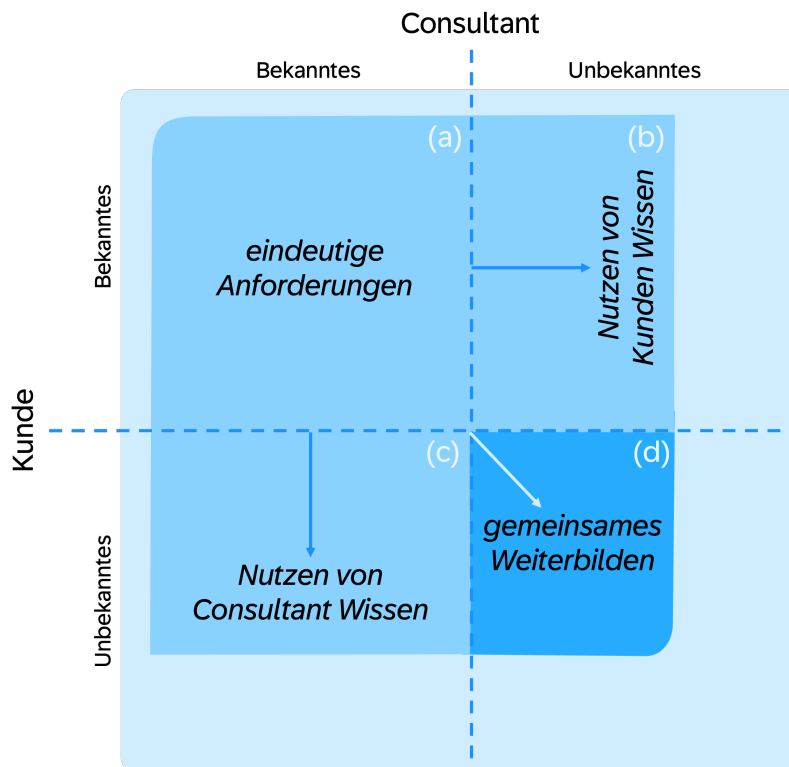 Consultant
Bekanntes
Unbekanntes
(a)
(b)
Bekanntes
eindeutige
Anforderungen
Nutzen von
Kunden Wissen
Kunde
(c)
(d)
Unbekanntes
gemeinsames
Weiterbilden
Nutzen von
Consultant Wissen